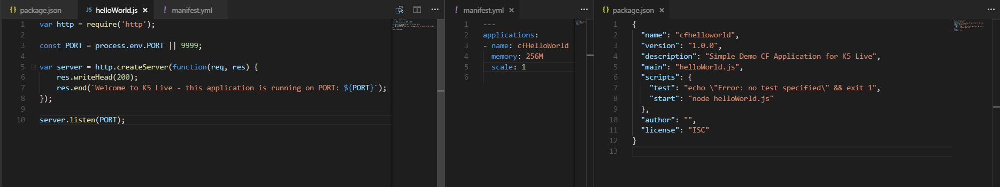 package.json
helloWorld.js
manifest.yml
1 var http = require('http');
2
3 const PORT = process.env.PORT || 9999;
4
5 var server = http.createServer(function(req, res) {
6     res.writeHead(200);
7     res.end(`Welcome to K5 Live - this application is running on PORT: ${PORT}`);
8 });
9
10 server.listen(PORT);
manifest.yml
1 ---
2 applications:
3 - name: cfHelloWorld
4   memory: 256M
5   scale: 1
6
package.json
1 {
2   "name": "cfhelloworld",
3   "version": "1.0.0",
4   "description": "Simple Demo CF Application for K5 Live",
5   "main": "helloWorld.js",
6   "scripts": {
7     "test": "echo \"Error: no test specified\" && exit 1",
8     "start": "node helloWorld.js"
9   },
10   "author": "",
11   "license": "ISC"
12 }
13